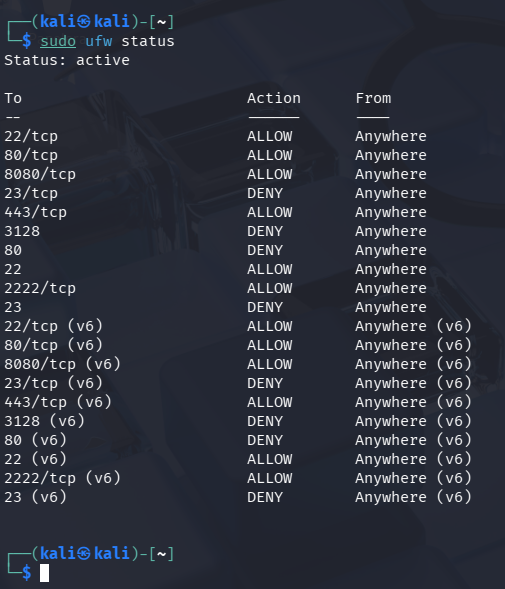 ┌──(kali㉿kali)-[~]
└─$ sudo ufw status
Status: active

To                         Action      From
--                         ------      ----
22/tcp                     ALLOW       Anywhere
80/tcp                     ALLOW       Anywhere
8080/tcp                   ALLOW       Anywhere
23/tcp                     DENY        Anywhere
443/tcp                    ALLOW       Anywhere
3128                       DENY        Anywhere
80                         DENY        Anywhere
22                         ALLOW       Anywhere
2222/tcp                   ALLOW       Anywhere
23                         DENY        Anywhere
22/tcp (v6)                ALLOW       Anywhere (v6)
80/tcp (v6)                ALLOW       Anywhere (v6)
8080/tcp (v6)              ALLOW       Anywhere (v6)
23/tcp (v6)                DENY        Anywhere (v6)
443/tcp (v6)               ALLOW       Anywhere (v6)
3128 (v6)                  DENY        Anywhere (v6)
80 (v6)                    DENY        Anywhere (v6)
22 (v6)                    ALLOW       Anywhere (v6)
2222/tcp (v6)              ALLOW       Anywhere (v6)
23 (v6)                    DENY        Anywhere (v6)

┌──(kali㉿kali)-[~]
└─$